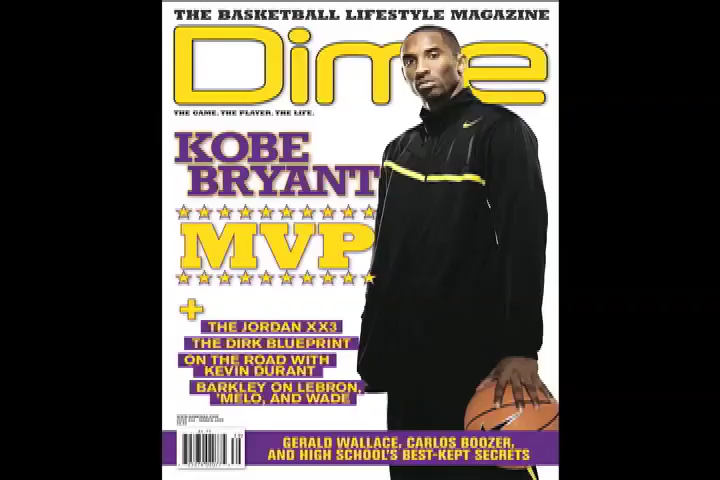 THE BASKETBALL LIFESTYLE MAGAZINE
Dime
THE GAME. THE PLAYER. THE LIFE.
KOBE
BRYANT
MVP
+
THE JORDAN XX3
THE DIRK BLUEPRINT
ON THE ROAD WITH
KEVIN DURANT
BARKLEY ON LEBRON,
'MELO, AND WADE
GERALD WALLACE, CARLOS BOOZER,
AND HIGH SCHOOL'S BEST-KEPT SECRETS